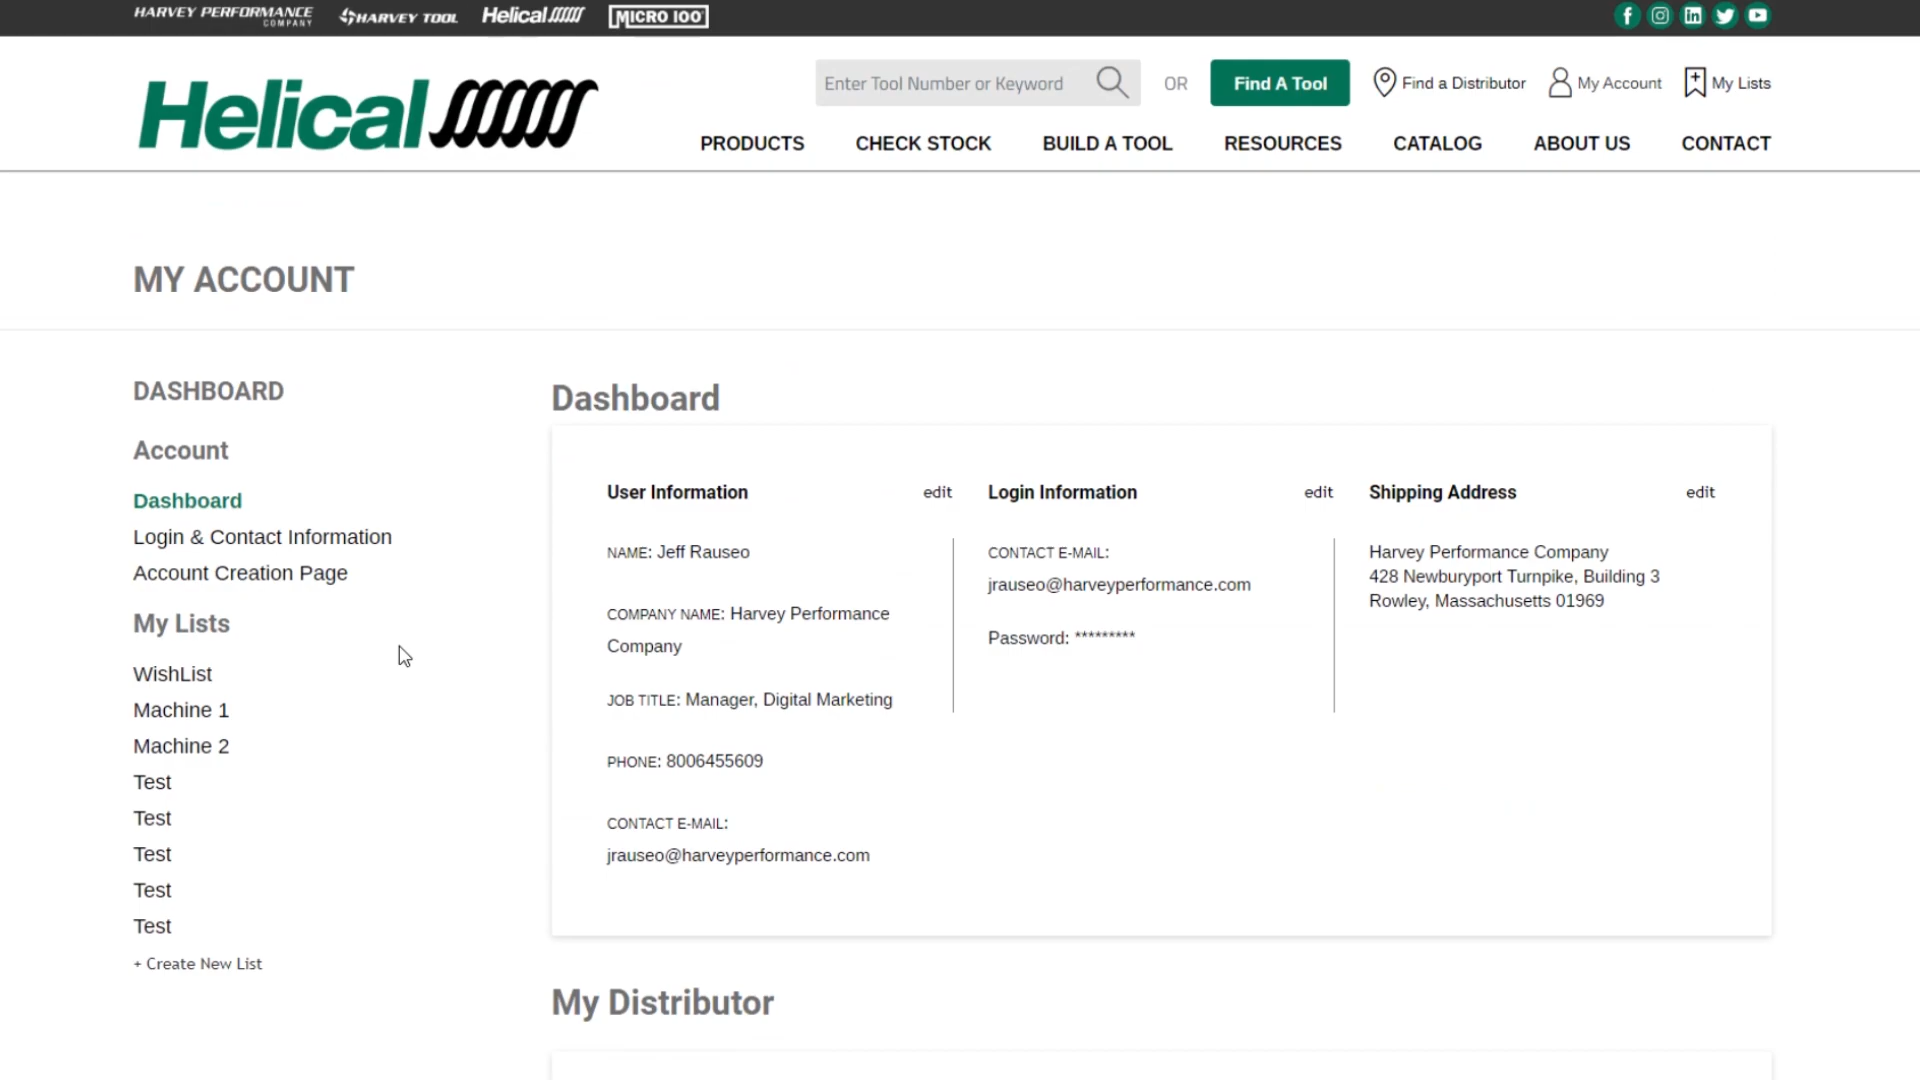 HARVEY PERFORMANCE COMPANY HARVEY TOOL Helical MICRO 100
Helical
Enter Tool Number or Keyword OR Find A Tool Find a Distributor My Account My Lists
PRODUCTS CHECK STOCK BUILD A TOOL RESOURCES CATALOG ABOUT US CONTACT
MY ACCOUNT
DASHBOARD
Account
Dashboard
Login & Contact Information
Account Creation Page
My Lists
WishList
Machine 1
Machine 2
Test
Test
Test
Test
Test
+ Create New List
Dashboard
User Information edit
NAME: Jeff Rauseo
COMPANY NAME: Harvey Performance
Company
JOB TITLE: Manager, Digital Marketing
PHONE: 8006455609
CONTACT E-MAIL:
jrauseo@harveyperformance.com
Login Information edit
CONTACT E-MAIL:
jrauseo@harveyperformance.com
Password: *********
Shipping Address edit
Harvey Performance Company
428 Newburyport Turnpike, Building 3
Rowley, Massachusetts 01969
My Distributor